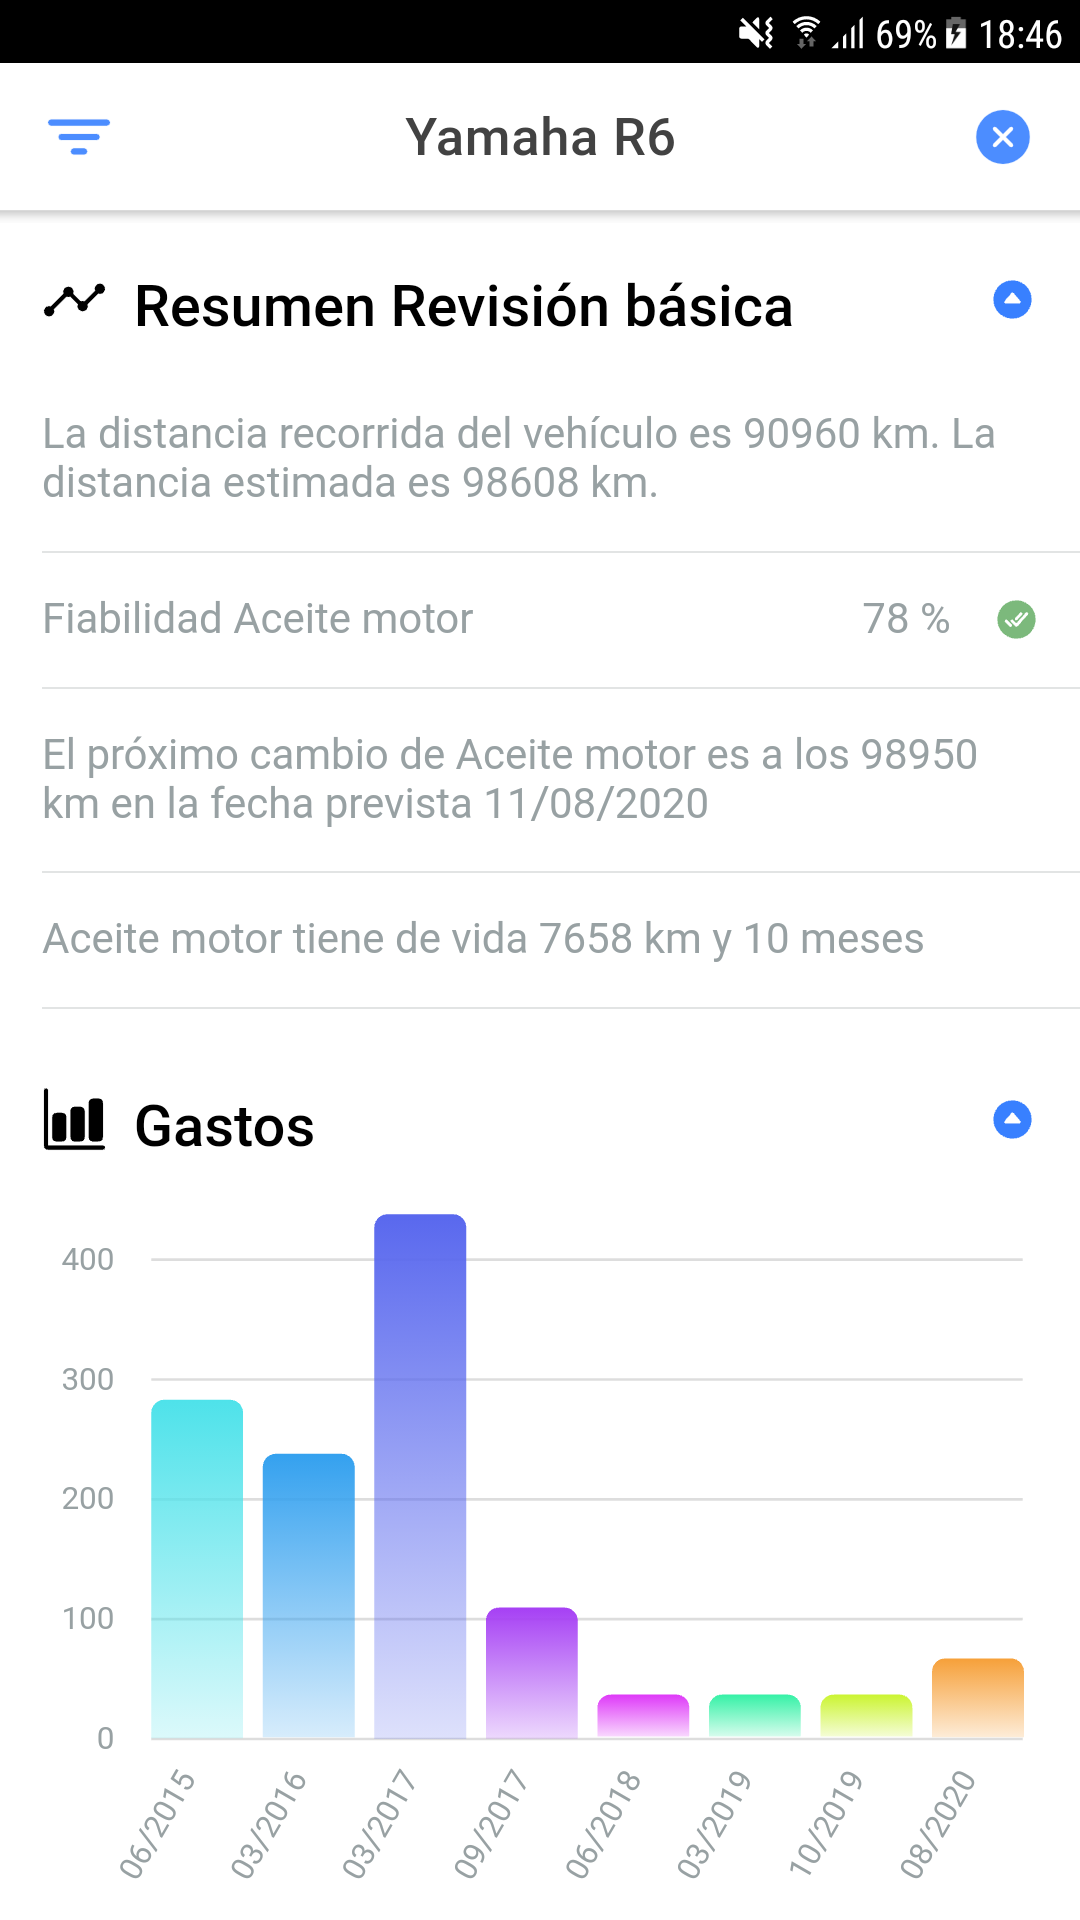 69% 18:46
Yamaha R6
Resumen Revisión básica
La distancia recorrida del vehículo es 90960 km. La
distancia estimada es 98608 km.
Fiabilidad Aceite motor 78 %
El próximo cambio de Aceite motor es a los 98950
km en la fecha prevista 11/08/2020
Aceite motor tiene de vida 7658 km y 10 meses
Gastos
400
300
200
100
0
06/2015 03/2016 03/2017 09/2017 06/2018 03/2019 10/2019 08/2020